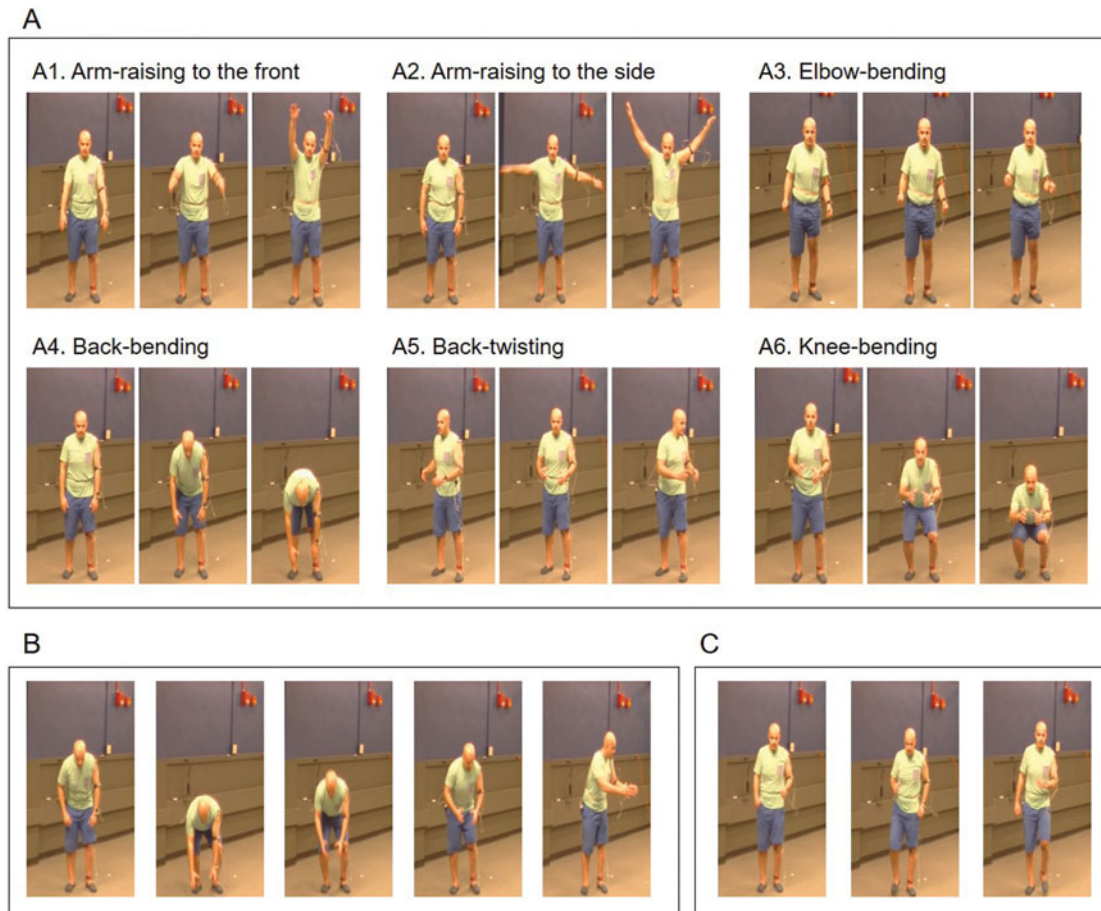 A
A1. Arm-raising to the front
A2. Arm-raising to the side
A3. Elbow-bending
A4. Back-bending
A5. Back-twisting
A6. Knee-bending
B
C